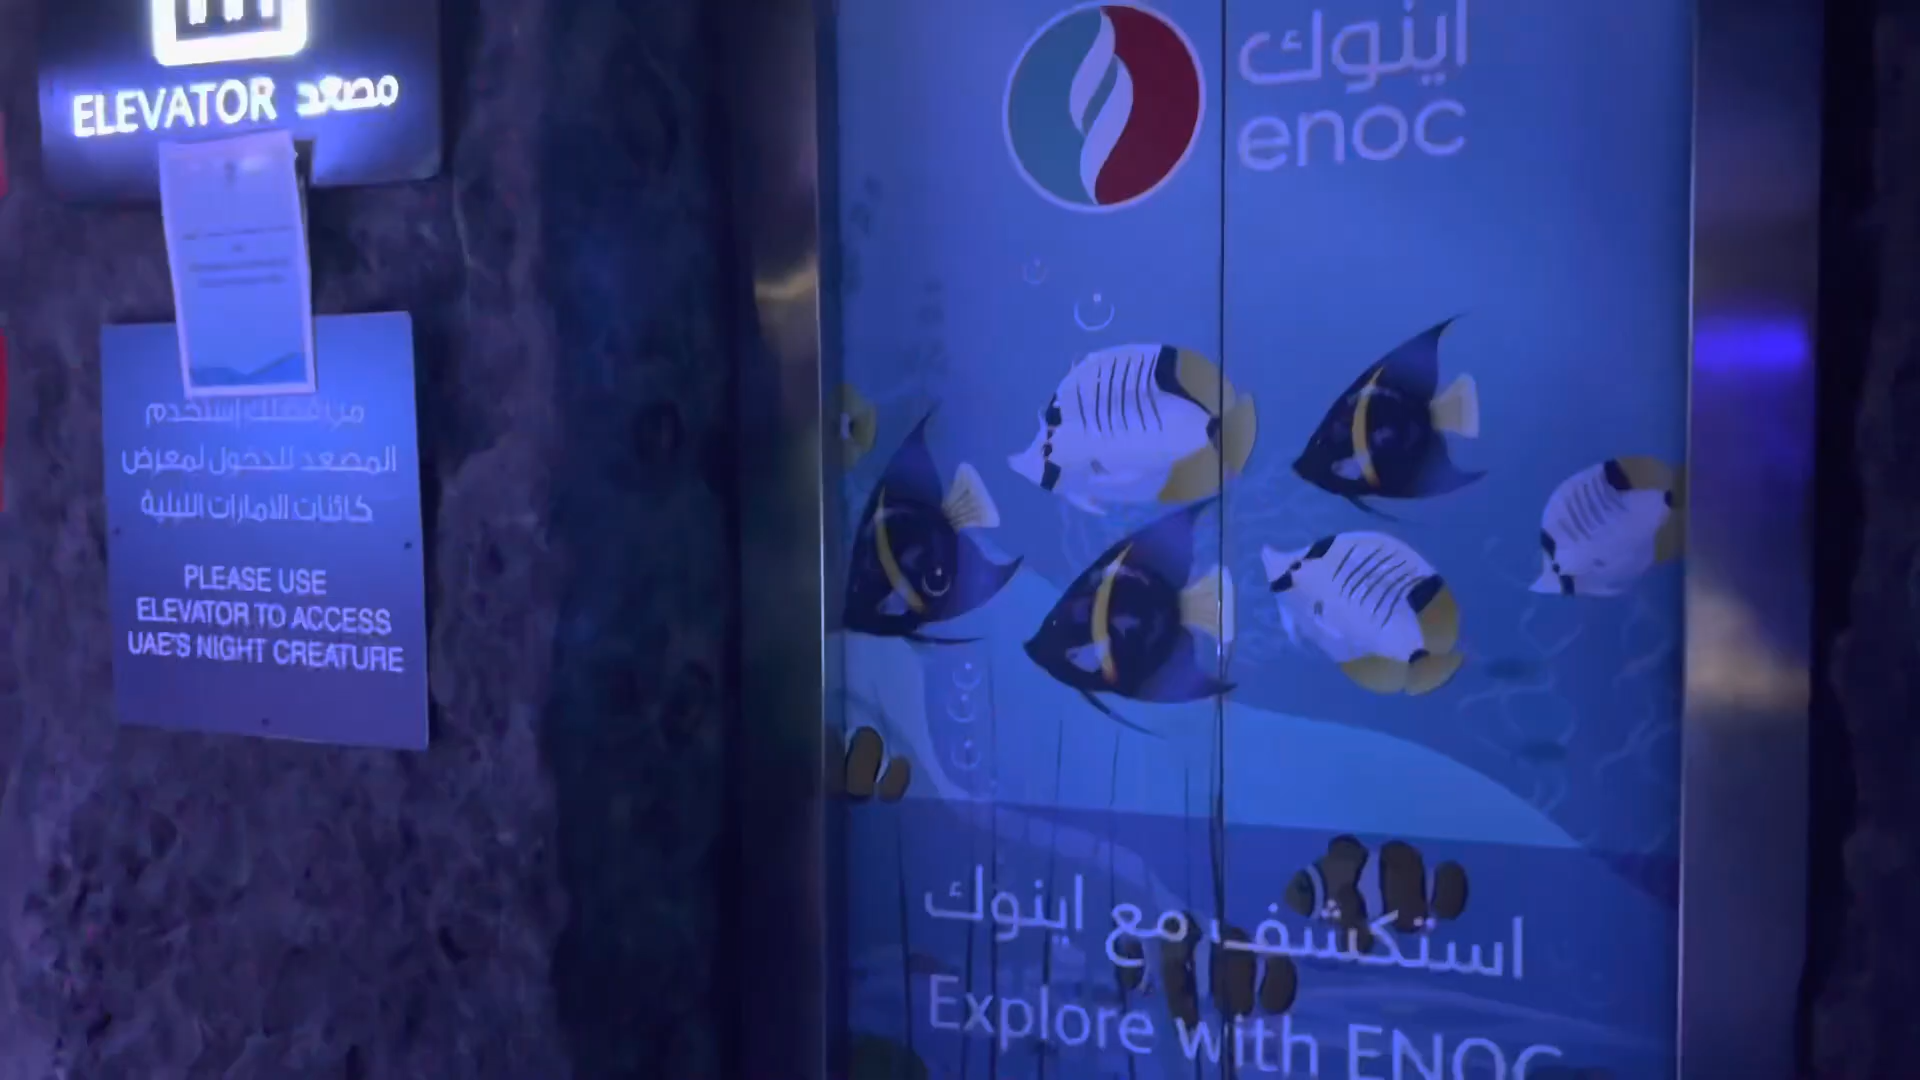 ELEVATOR مصعد
من فضلك إستخدم
المصعد للدخول لمعرض
كائنات الامارات الليلية
PLEASE USE
ELEVATOR TO ACCESS
UAE'S NIGHT CREATURE
اينوك
enoc
استكشف مع اينوك
Explore with ENOC